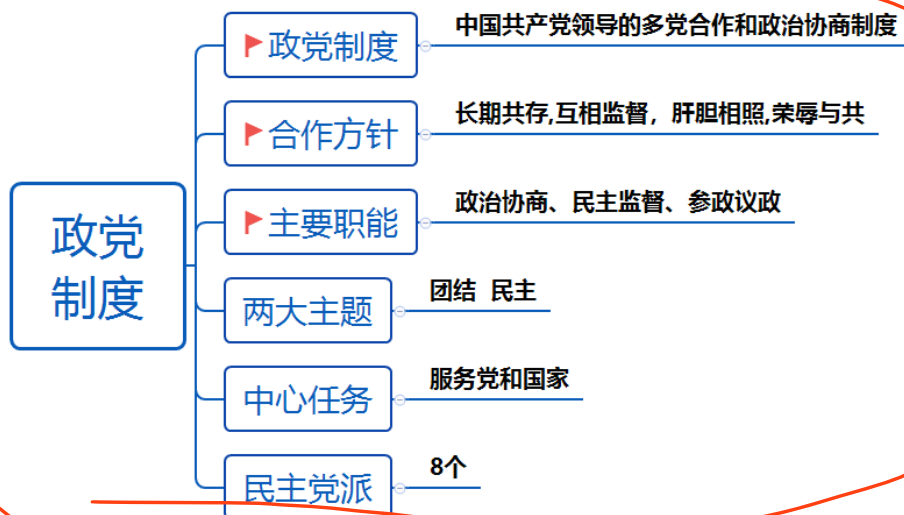 政党制度
政党制度
中国共产党领导的多党合作和政治协商制度
合作方针
长期共存,互相监督，肝胆相照,荣辱与共
主要职能
政治协商、民主监督、参政议政
两大主题
团结 民主
中心任务
服务党和国家
民主党派
8个